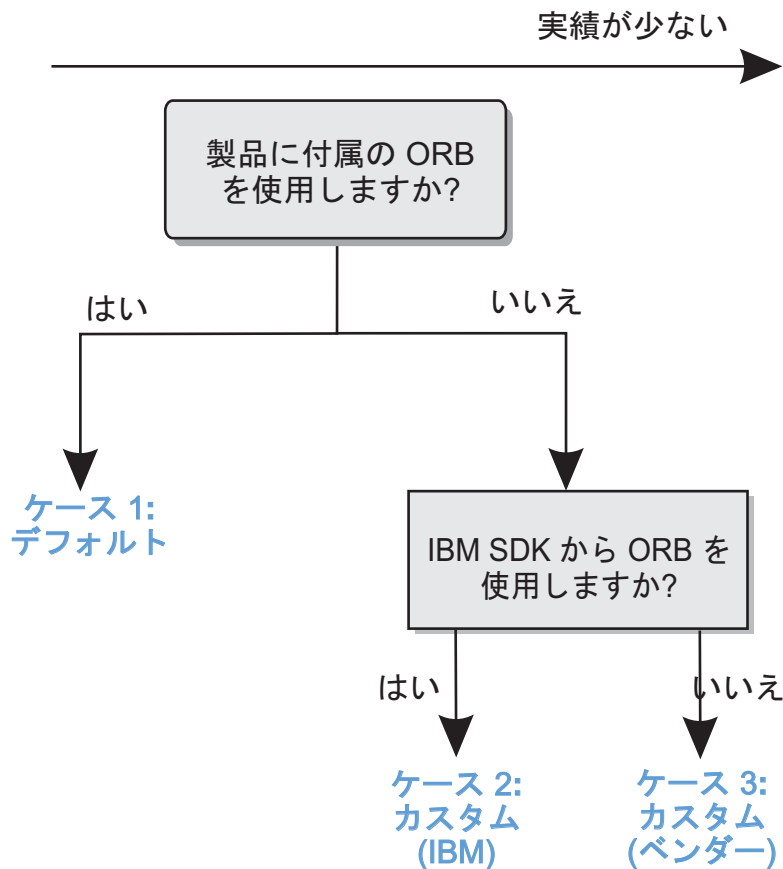 実績が少ない
製品に付属の ORB
を使用しますか?
はい
いいえ
ケース 1:
デフォルト
IBM SDK から ORB を
使用しますか?
はい
いいえ
ケース 2:
カスタム
(IBM)
ケース 3:
カスタム
(ベンダー)